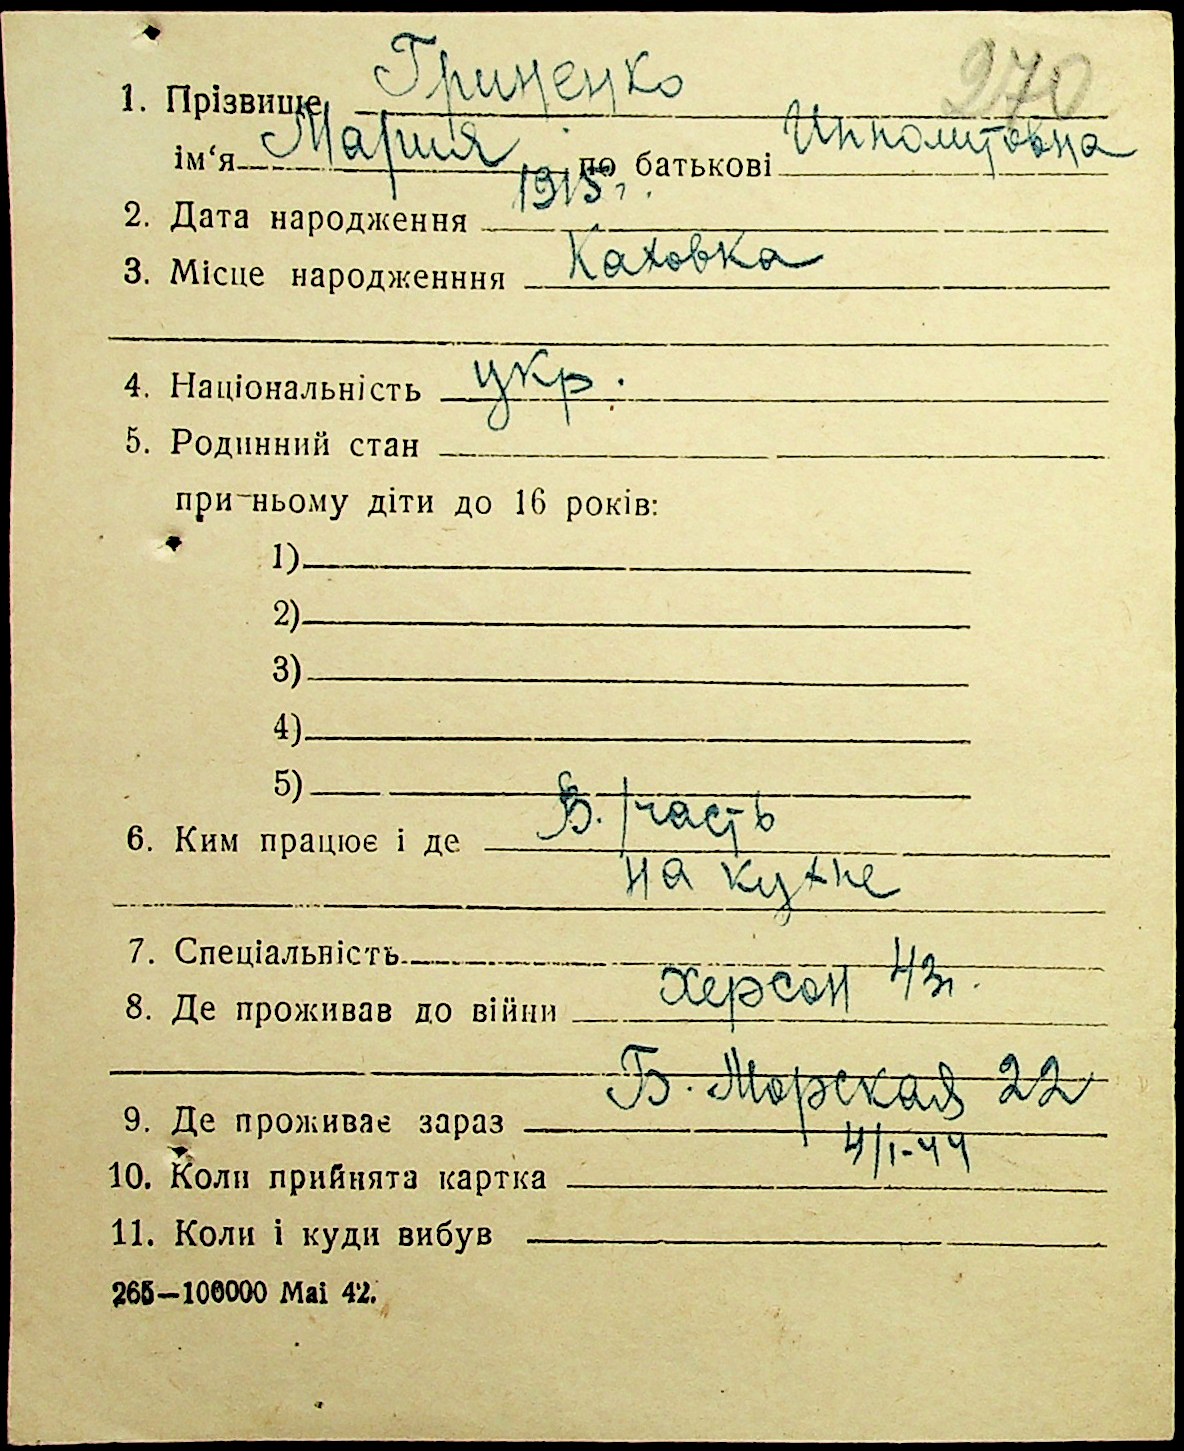 270
1. Прізвище Гриценко
ім‘я Мария по батькові Ипполитовна
2. Дата народження 1915г.
3. Місце народженння Каховка
4. Національність укр.
5. Родинний стан
при ньому діти до 16 років:
1)
2)
3)
4)
5)
6. Ким працює і де В. часть
на кухне
7. Спеціальність
8. Де проживав до війни Херсон 43г.
9. Де проживає зараз Б. Морская 22
10. Коли прийнята картка 4/I-44
11. Коли і куди вибув
265—100000 Mai 42.